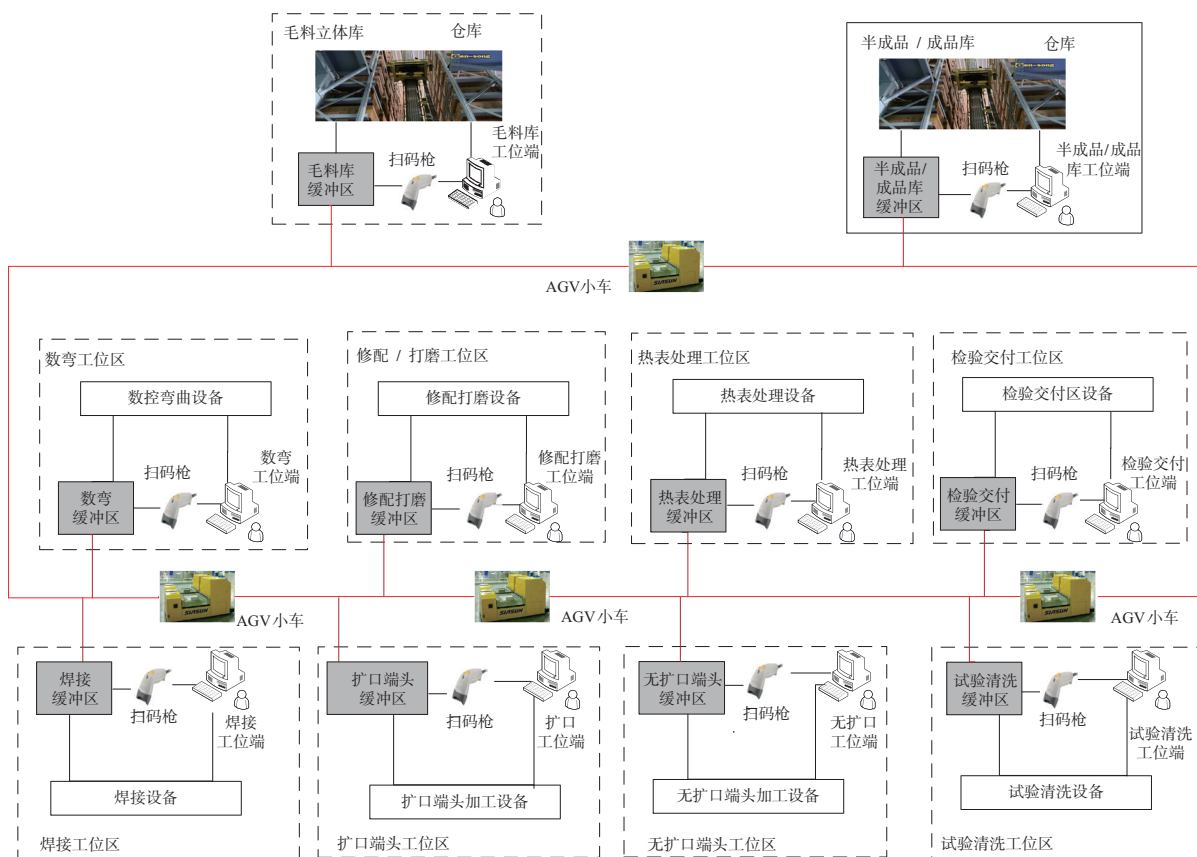 毛料立体库 仓库
毛料库
工位端
扫码枪
毛料库
缓冲区
半成品 / 成品库 仓库
半成品/成品
库工位端
扫码枪
半成品/
成品库
缓冲区
SIASUN
AGV小车
数弯工位区
数控弯曲设备
数弯
工位端
扫码枪
数弯
缓冲区
修配 / 打磨工位区
修配打磨设备
修配打磨
工位端
扫码枪
修配打磨
缓冲区
热表处理工位区
热表处理设备
热表处理
工位端
扫码枪
热表处理
缓冲区
检验交付工位区
检验交付区设备
检验交付
工位端
扫码枪
检验交付
缓冲区
SIASUN
AGV小车
SIASUN
AGV小车
SIASUN
AGV小车
焊接
缓冲区
扫码枪
焊接
工位端
焊接设备
焊接工位区
扩口端头
缓冲区
扫码枪
扩口
工位端
扩口端头加工设备
扩口端头工位区
无扩口端头
缓冲区
扫码枪
无扩口
工位端
无扩口端头加工设备
无扩口端头工位区
试验清洗
缓冲区
扫码枪
试验清洗
工位端
试验清洗设备
试验清洗工位区